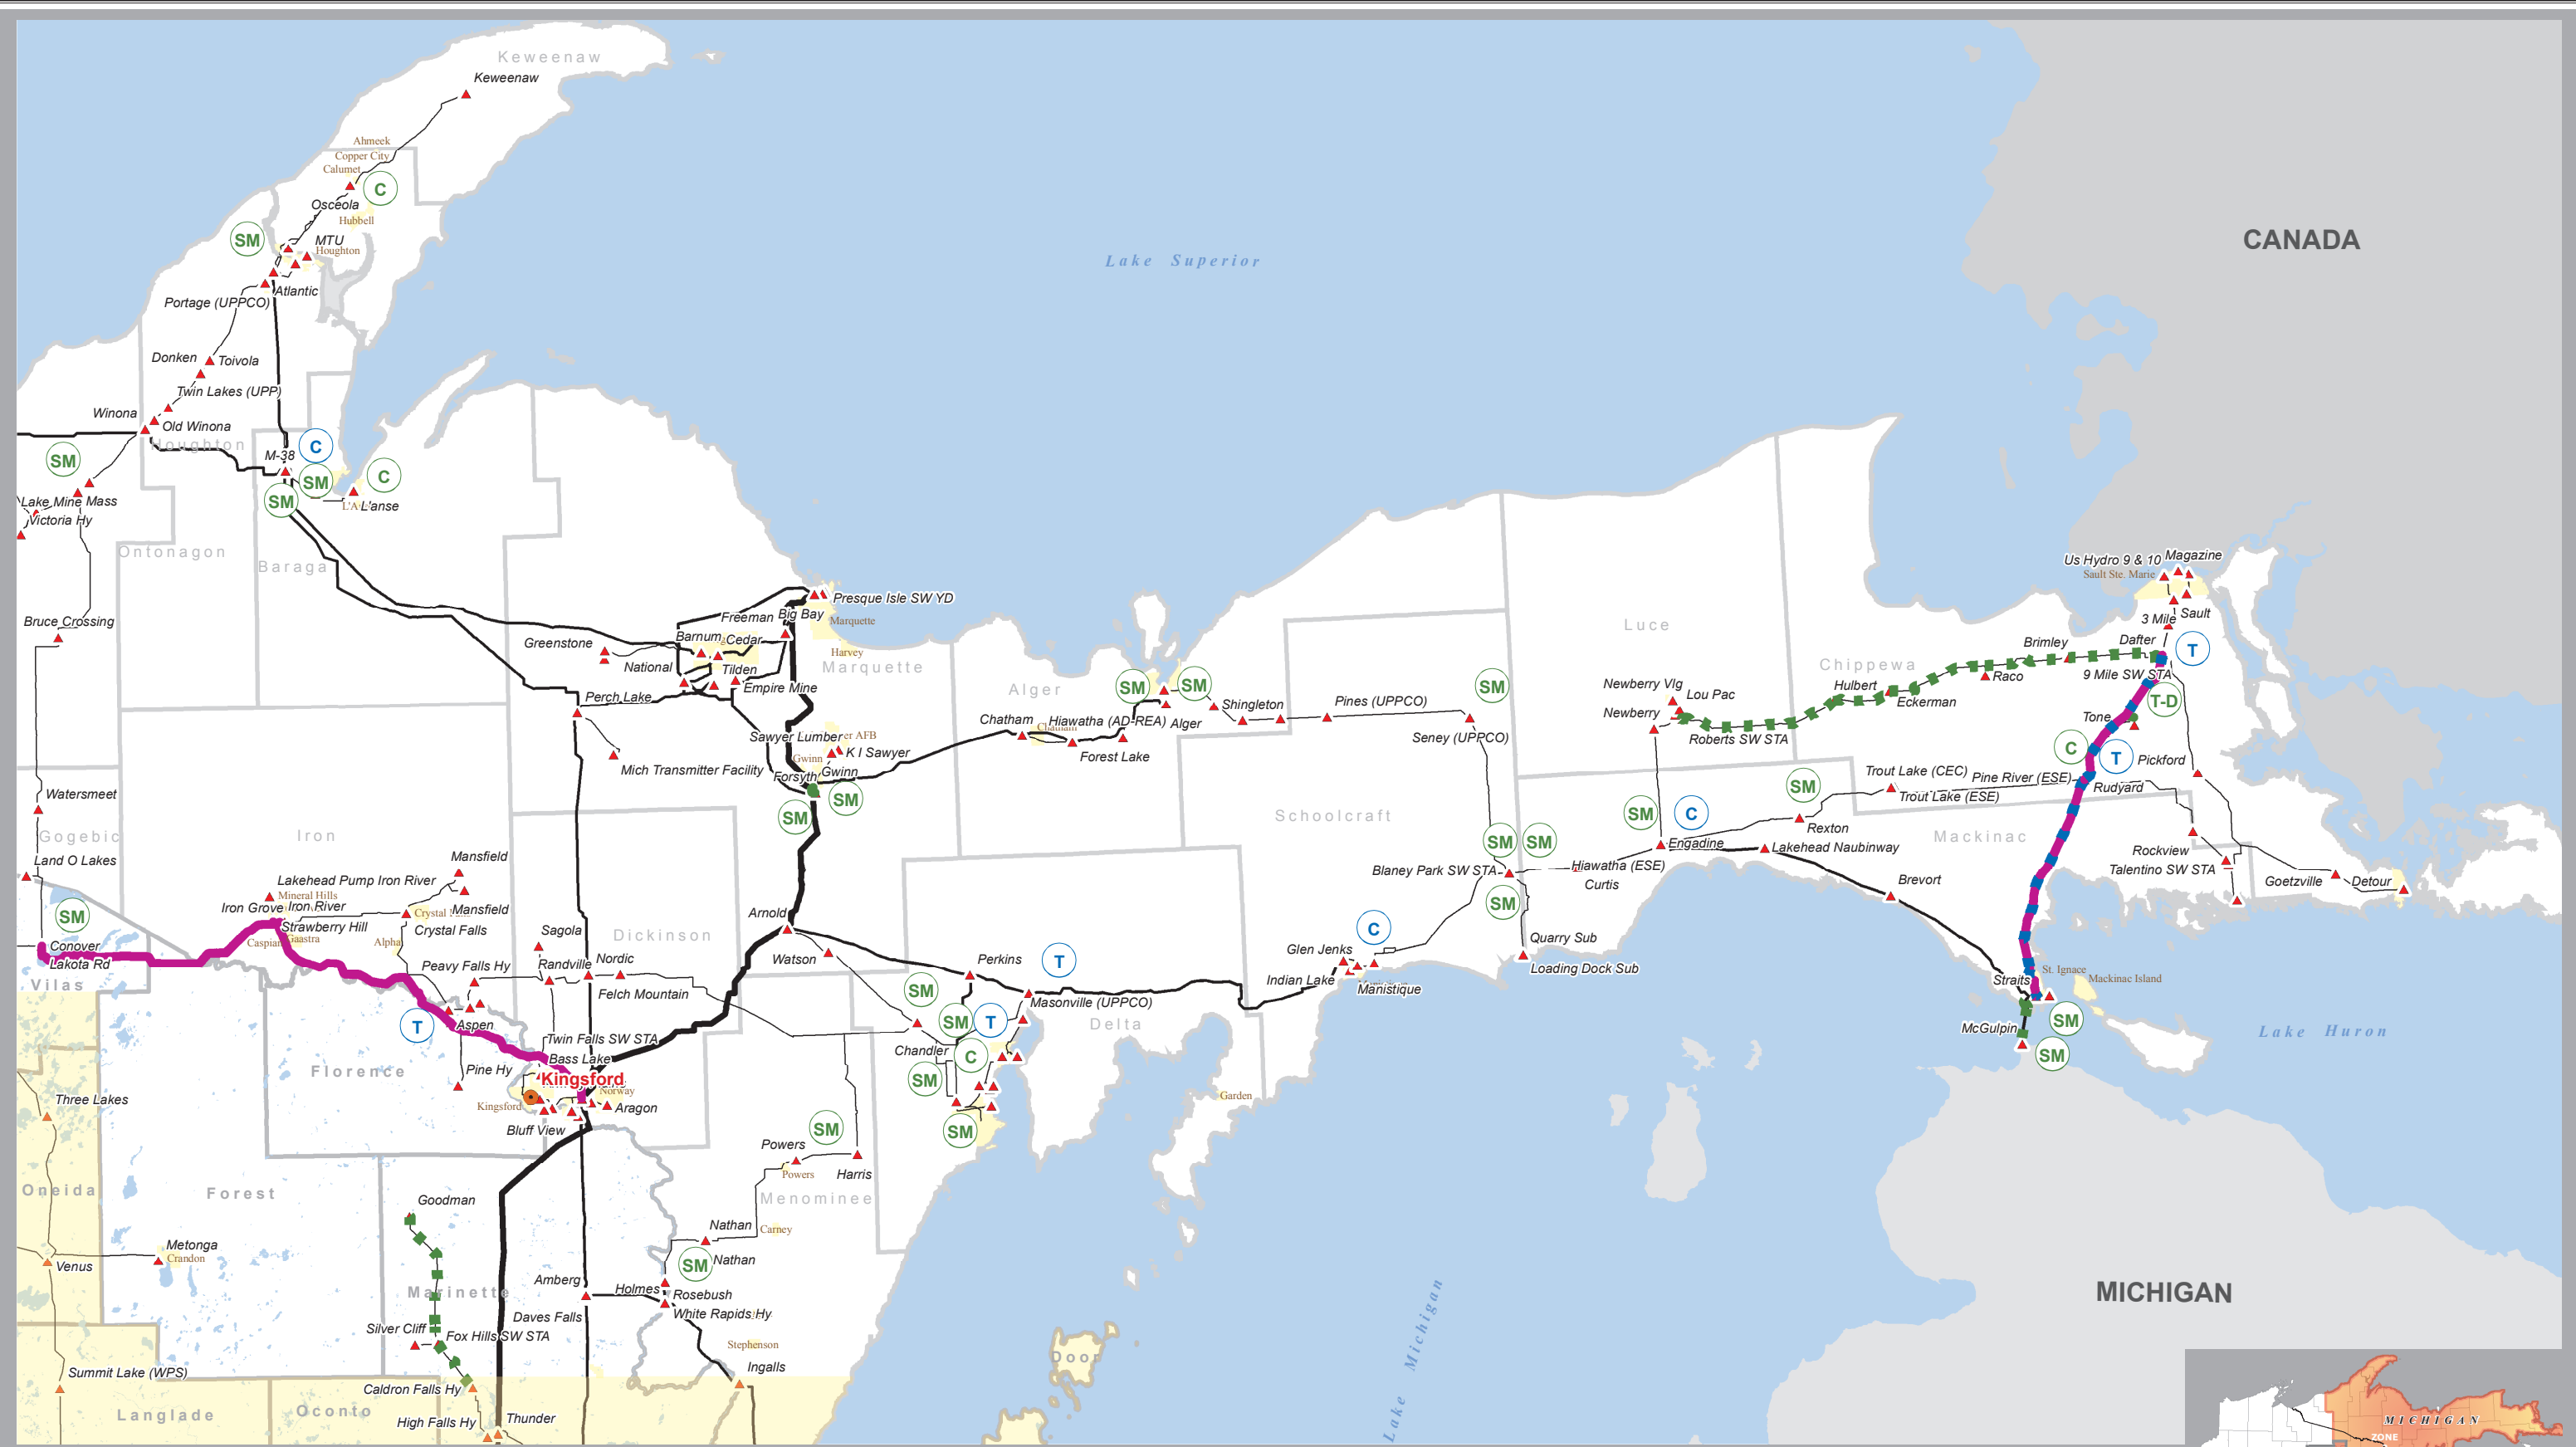 Keweenaw
Keweenaw
Ahmeek
Copper City
Calumet
C
Osceola
Hubbell
SM
MTU
Houghton
Atlantic
Portage (UPPCO)
Donken
Toivola
Twin Lakes (UPP)
Winona
Old Winona
Houghton
SM
M-38
C
SM
C
SM
L'anse
Lake Mine
Mass
Victoria Hy
Ontonagon
Baraga
Bruce Crossing
Lake Superior
CANADA
Presque Isle SW YD
Freeman
Big Bay
Marquette
Greenstone
Barnum
Cedar
Harvey
National
Tilden
Marquette
Empire Mine
Perch Lake
Sawyer Lumber
er AFB
K I Sawyer
Gwinn
Mich Transmitter Facility
Forsyth
Gwinn
SM
SM
Alger
SM
SM
Chatham
Hiawatha (AD-REA)
Alger
Shingleton
Forest Lake
Pines (UPPCO)
SM
Seney (UPPCO)
Luce
Newberry Vlg
Lou Pac
Newberry
Roberts SW STA
Chippewa
Hulbert
Eckerman
Raco
Brimley
Us Hydro 9 & 10
Magazine
Sault Ste. Marie
Sault
3 Mile
Dafter
T
9 Mile SW STA
T-D
Tone
C
T
Pickford
Trout Lake (CEC)
Pine River (ESE)
Trout Lake (ESE)
Rudyard
SM
Rexton
Mackinac
SM
C
Engadine
Lakehead Naubinway
Brevort
Rockview
Talentino SW STA
Goetzville
Detour
Schoolcraft
SM
SM
Blaney Park SW STA
Hiawatha (ESE)
Curtis
SM
Quarry Sub
Loading Dock Sub
C
Glen Jenks
Indian Lake
Manistique
St. Ignace
Mackinac Island
Straits
McGulpin
SM
SM
Lake Huron
Watersmeet
Gogebic
Iron
Land O Lakes
Mansfield
Lakehead Pump Iron River
Mineral Hills
Iron Grove
Iron River
Mansfield
Strawberry Hill
Crystal Falls
Caspian
Gaastra
Alpha
SM
Conover
Lakota Rd
Vilas
Peavy Falls Hy
T
Aspen
Sagola
Dickinson
Randville
Nordic
Felch Mountain
Arnold
Watson
Perkins
T
Masonville (UPPCO)
SM
SM
T
Delta
Chandler
C
SM
SM
Garden
Twin Falls SW STA
Bass Lake
Kingsford
Norway
Kingsford
Aragon
Bluff View
Pine Hy
Florence
Three Lakes
SM
Powers
Powers
Harris
Menominee
Oneida
Forest
Goodman
Nathan
Carney
SM
Nathan
Metonga
Crandon
Venus
Marinette
Amberg
Holmes
Rosebush
White Rapids Hy
Daves Falls
Silver Cliff
Fox Hills SW STA
Stephenson
Ingalls
Summit Lake (WPS)
Caldron Falls Hy
Langlade
Oconto
High Falls Hy
Thunder
Door
Lake Michigan
MICHIGAN
MICHIGAN
ZONE